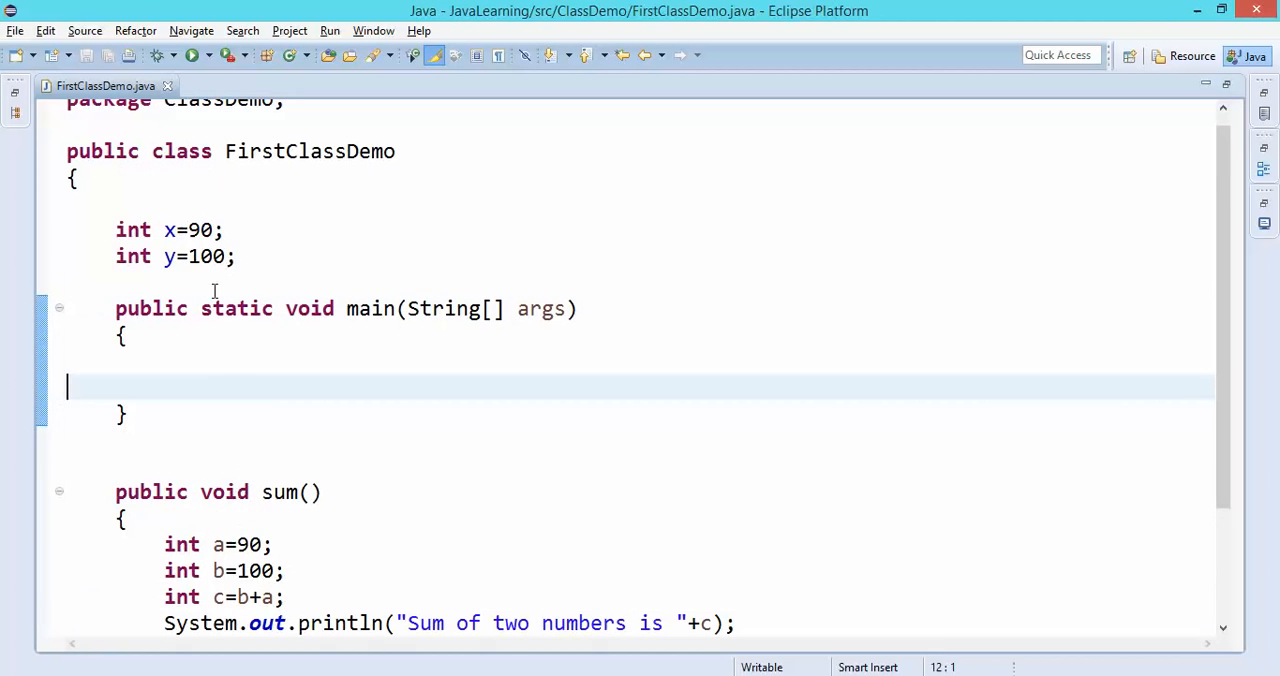 Java - JavaLearning/src/ClassDemo/FirstClassDemo.java - Eclipse Platform
File Edit Source Refactor Navigate Search Project Run Window Help
Quick Access Resource Java
FirstClassDemo.java
package ClassDemo;
public class FirstClassDemo
{
int x=90;
int y=100;
public static void main(String[] args)
{
}
public void sum()
{
int a=90;
int b=100;
int c=b+a;
System.out.println("Sum of two numbers is "+c);
Writable Smart Insert 12 : 1